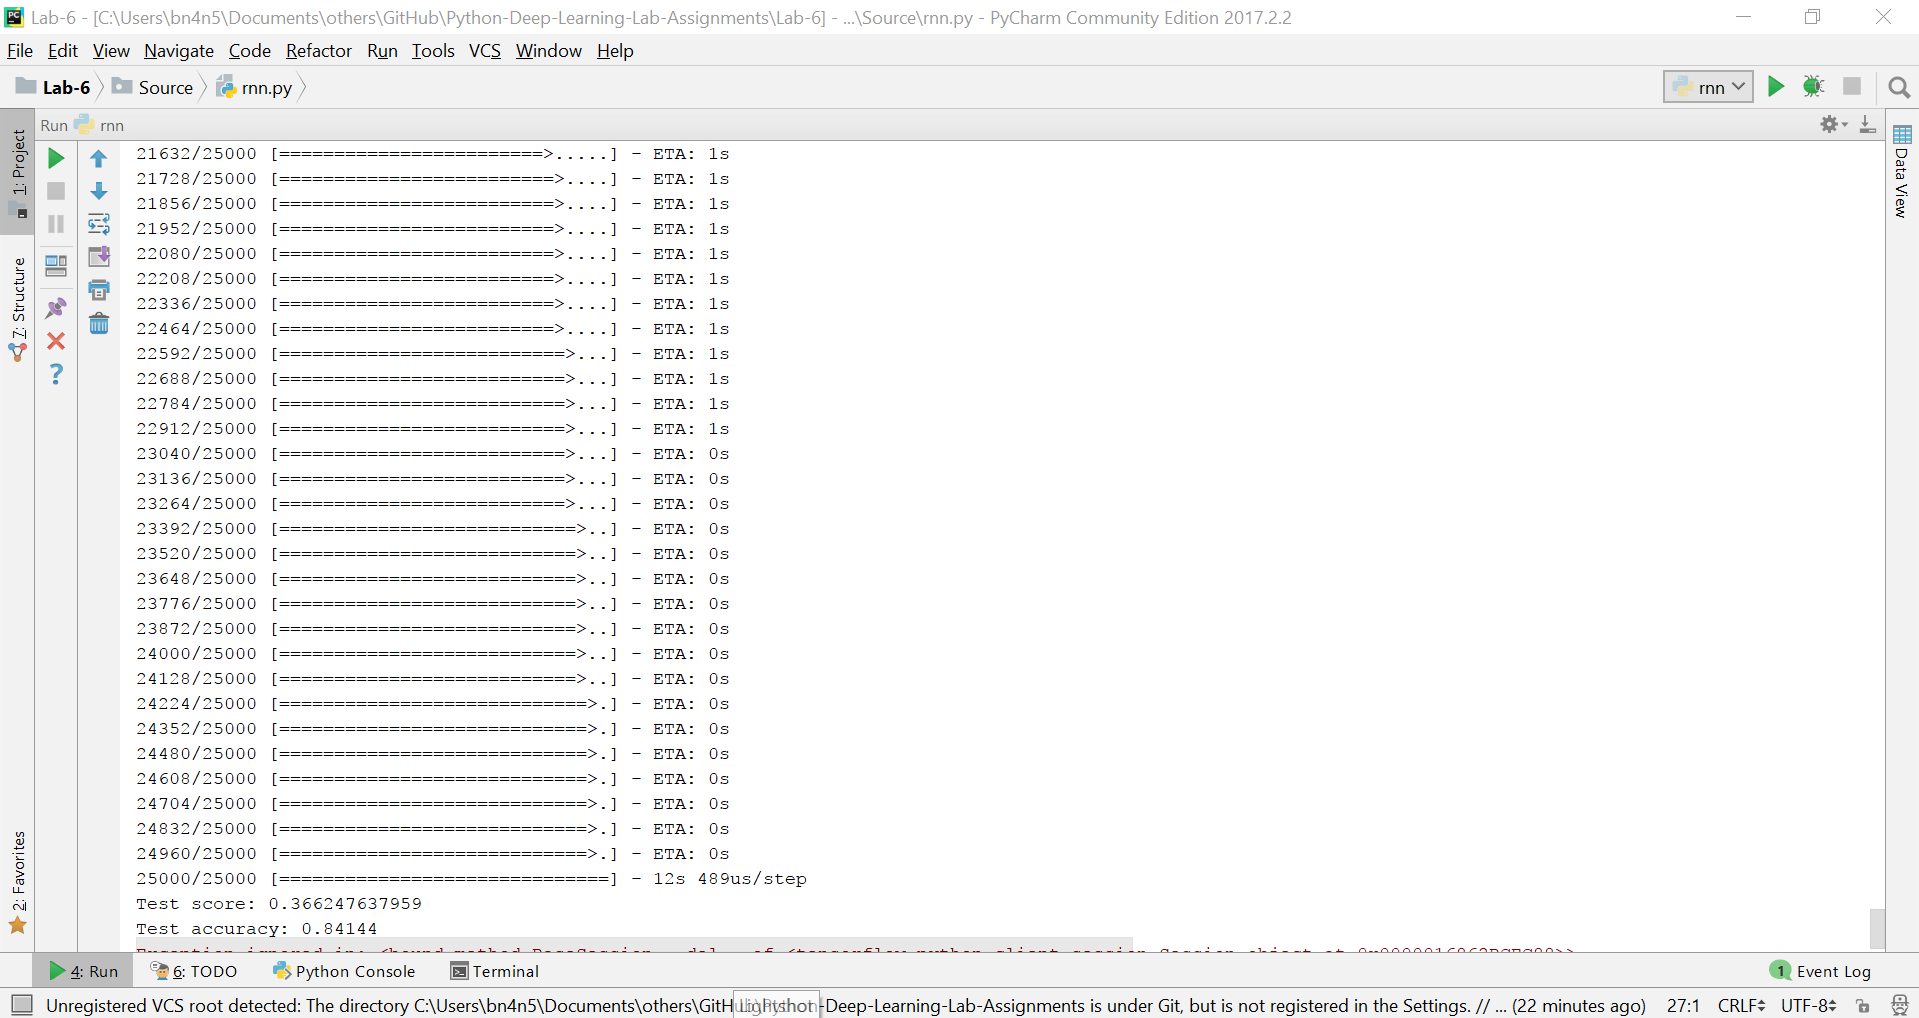 Lab-6 - [C:\Users\bn4n5\Documents\others\GitHub\Python-Deep-Learning-Lab-Assignments\Lab-6] - ...\Source\rnn.py - PyCharm Community Edition 2017.2.2
File Edit View Navigate Code Refactor Run Tools VCS Window Help
Lab-6 Source rnn.py rnn
Run rnn
1: Project
7: Structure
2: Favorites
Data View
21632/25000 [========================>.....] - ETA: 1s
21728/25000 [=========================>....] - ETA: 1s
21856/25000 [=========================>....] - ETA: 1s
21952/25000 [=========================>....] - ETA: 1s
22080/25000 [=========================>....] - ETA: 1s
22208/25000 [=========================>....] - ETA: 1s
22336/25000 [=========================>....] - ETA: 1s
22464/25000 [=========================>....] - ETA: 1s
22592/25000 [==========================>...] - ETA: 1s
22688/25000 [==========================>...] - ETA: 1s
22784/25000 [==========================>...] - ETA: 1s
22912/25000 [==========================>...] - ETA: 1s
23040/25000 [==========================>...] - ETA: 0s
23136/25000 [==========================>...] - ETA: 0s
23264/25000 [==========================>...] - ETA: 0s
23392/25000 [===========================>..] - ETA: 0s
23520/25000 [===========================>..] - ETA: 0s
23648/25000 [===========================>..] - ETA: 0s
23776/25000 [===========================>..] - ETA: 0s
23872/25000 [===========================>..] - ETA: 0s
24000/25000 [===========================>..] - ETA: 0s
24128/25000 [===========================>..] - ETA: 0s
24224/25000 [============================>.] - ETA: 0s
24352/25000 [============================>.] - ETA: 0s
24480/25000 [============================>.] - ETA: 0s
24608/25000 [============================>.] - ETA: 0s
24704/25000 [============================>.] - ETA: 0s
24832/25000 [============================>.] - ETA: 0s
24960/25000 [============================>.] - ETA: 0s
25000/25000 [==============================] - 12s 489us/step
Test score: 0.366247637959
Test accuracy: 0.84144
4: Run 6: TODO Python Console Terminal 1 Event Log
Unregistered VCS root detected: The directory C:\Users\bn4n5\Documents\others\GitH -Deep-Learning-Lab-Assignments is under Git, but is not registered in the Settings. // ... (22 minutes ago) 27:1 CRLF UTF-8